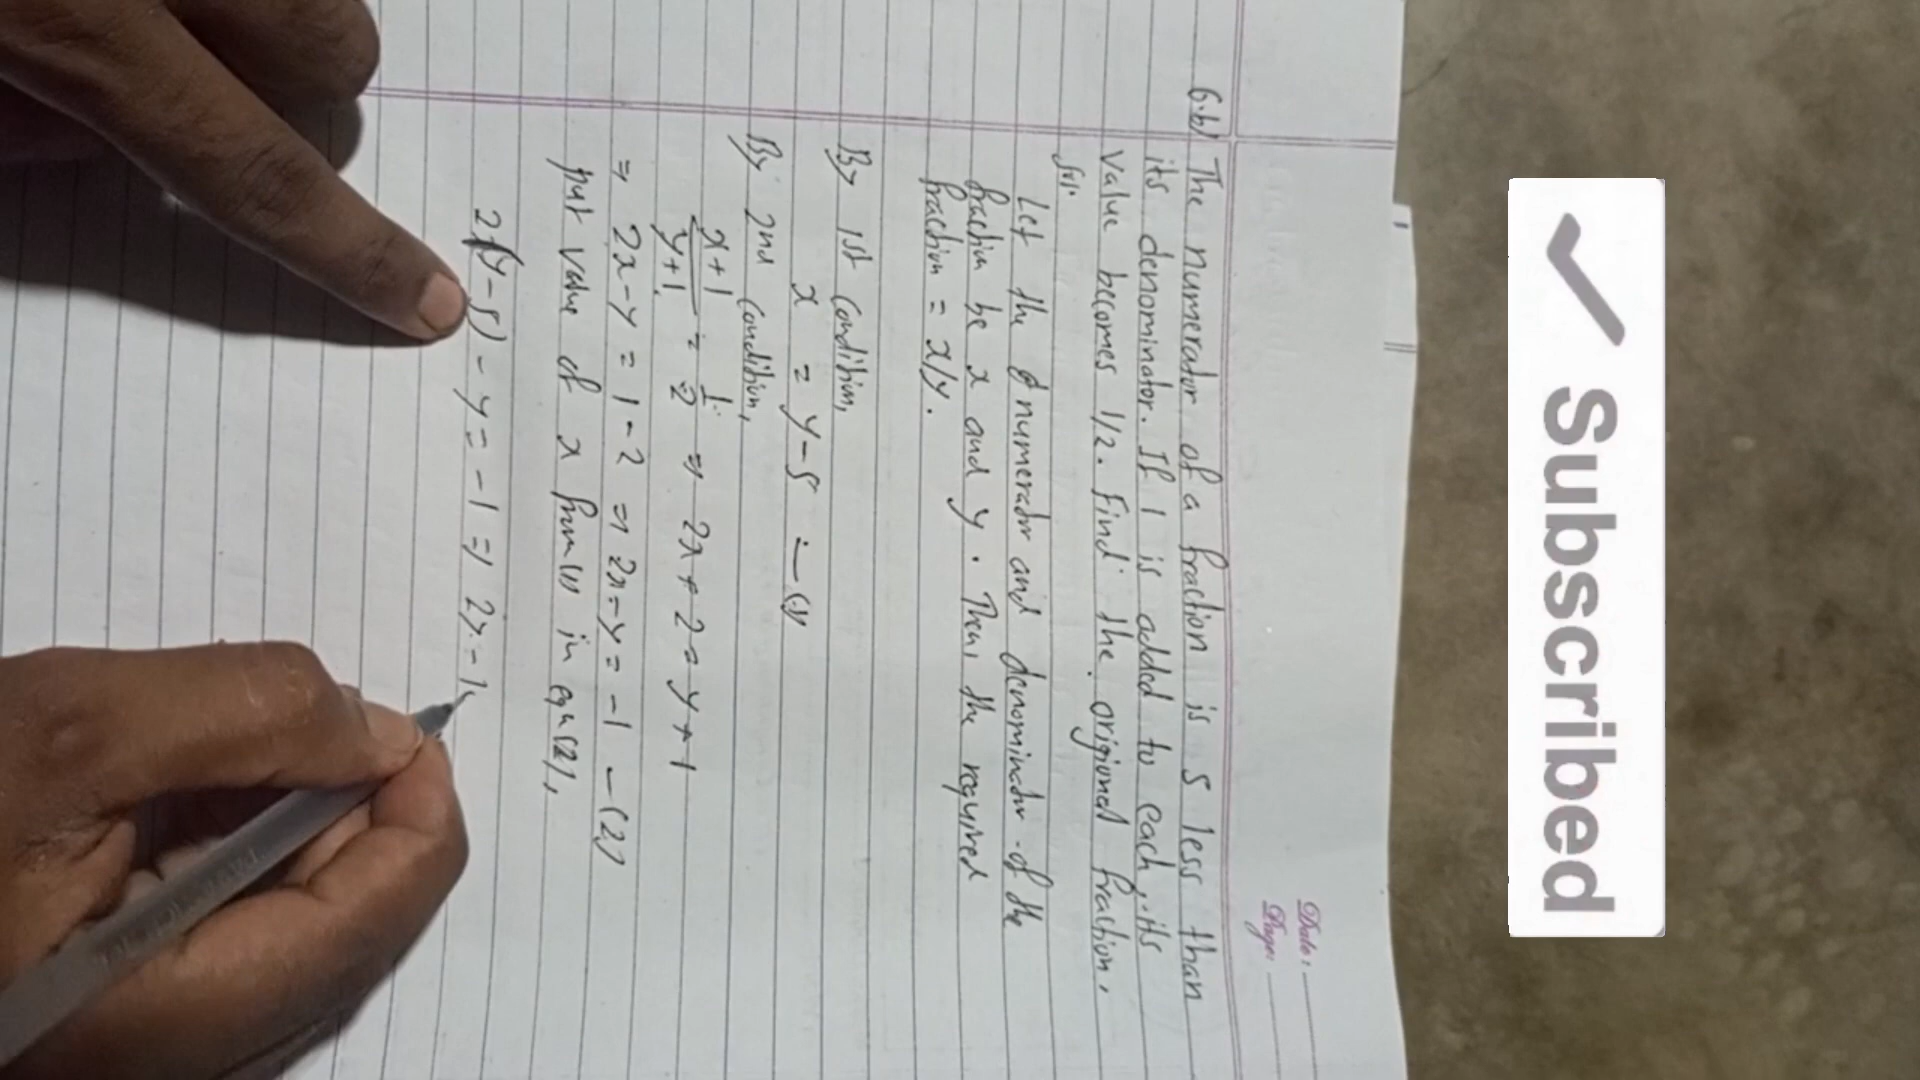 Date:
Page:
6.b) The numerator of a fraction is 5 less than
its denominator. If 1 is added to each, its
value becomes 1/2. Find the origional fraction.
Sol.
Let the numerator and denominator of the
fraction be x and y. Then, the required
fraction = x/y.
By 1st condition,
x = y-5 - (1)
By 2nd condition,
x+1/y+1 = 1/2 ⇒ 2x+2=y+1
⇒ 2x-y = 1-2 ⇒ 2x-y = -1 - (2)
put value of x from (1) in equ (2),
2(y-5) - y = -1 ⇒ 2y-1
✓ Subscribed